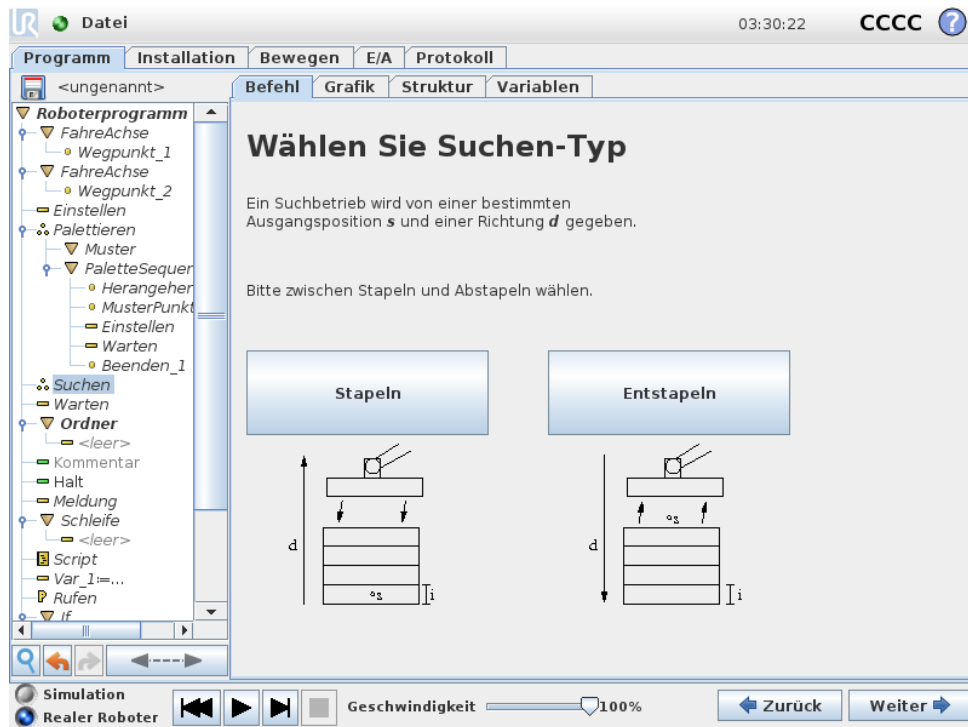 UR Datei 03:30:22 CCCC ?
Programm Installation Bewegen E/A Protokoll
<ungenannt>
Befehl Grafik Struktur Variablen
Roboterprogramm
FahreAchse
Wegpunkt_1
FahreAchse
Wegpunkt_2
Einstellen
Palettieren
Muster
PaletteSequer
Herangeher
MusterPunkt
Einstellen
Warten
Beenden_1
Suchen
Warten
Ordner
<leer>
Kommentar
Halt
Meldung
Schleife
<leer>
Script
Var_1:=...
Rufen
If
Wählen Sie Suchen-Typ
Ein Suchbetrieb wird von einer bestimmten
Ausgangsposition s und einer Richtung d gegeben.
Bitte zwischen Stapeln und Abstapeln wählen.
Stapeln
Entstapeln
d
s
i
d
s
i
Simulation
Realer Roboter
Geschwindigkeit 100%
Zurück
Weiter